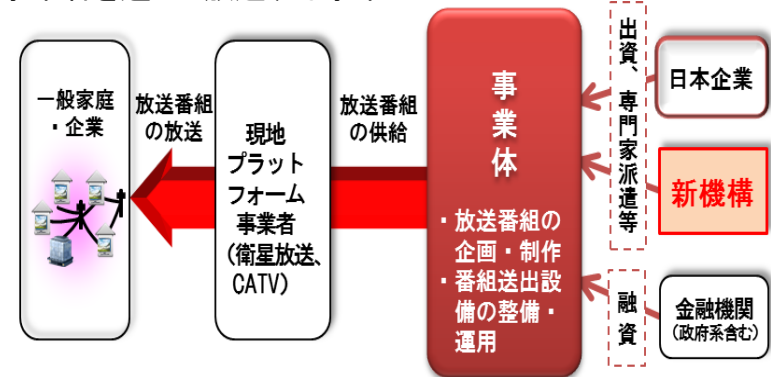 一般家庭
・企業
放送番組
の放送
現地
プラット
フォーム
事業者
(衛星放送、
CATV)
放送番組
の供給
事業体
・放送番組の
企画・制作
・番組送出設
備の整備・
運用
出資、専門家派遣等
融資
日本企業
新機構
金融機関
(政府系含む)